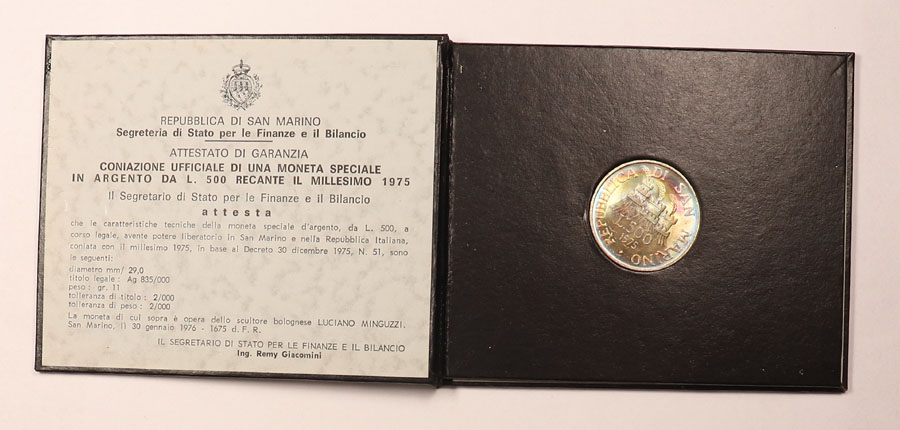 REPUBBLICA DI SAN MARINO
Segreteria di Stato per le Finanze e il Bilancio
ATTESTATO DI GARANZIA
CONIAZIONE UFFICIALE DI UNA MONETA SPECIALE
IN ARGENTO DA L. 500 RECANTE IL MILLESIMO 1975
Il Segretario di Stato per le Finanze e il Bilancio
attesta
che le caratteristiche tecniche della moneta speciale d'argento, da L. 500, a
corso legale, avente potere liberatorio in San Marino e nella Repubblica Italiana,
coniata con il millesimo 1975, in base al Decreto 30 dicembre 1975, N. 51, sono
le seguenti:
diametro mm/ 29,0
titolo legale : Ag 835/000
peso : gr. 11
tolleranza di titolo : 2/000
tolleranza di peso : 2/000
La moneta di cui sopra è opera dello scultore bolognese LUCIANO MINGUZZI.
San Marino, lì 30 gennaio 1976 - 1675 d. F. R.
IL SEGRETARIO DI STATO PER LE FINANZE E IL BILANCIO
Ing. Remy Giacomini
REPUBBLICA DI SAN MARINO
L.500
1975